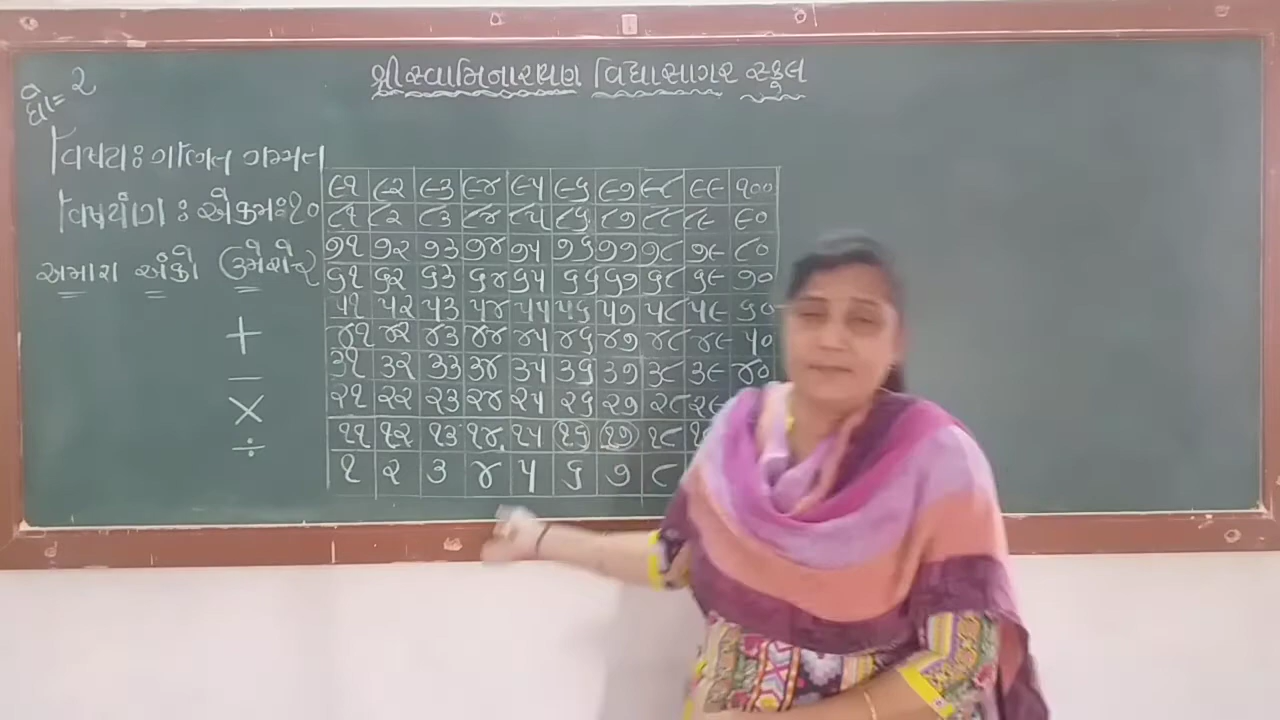 શ્રી સ્વામિનારાયણ વિદ્યાસાગર સ્કુલ
ધો = ૨
વિષય : ગણિત ગમ્મત
વિષયાંગ : એકમ : ૧૦
અમારા અંકો ઉમેરો
+
–
×
÷
૯૧ ૯૨ ૯૩ ૯૪ ૯૫ ૯૬ ૯૭ ૯૮ ૯૯ ૧૦૦
૮૧ ૮૨ ૮૩ ૮૪ ૮૫ ૮૬ ૮૭ ૮૮ ૮૯ ૯૦
૭૧ ૭૨ ૭૩ ૭૪ ૭૫ ૭૬ ૭૭ ૭૮ ૭૯ ૮૦
૬૧ ૬૨ ૬૩ ૬૪ ૬૫ ૬૬ ૬૭ ૬૮ ૬૯ ૭૦
૫૧ ૫૨ ૫૩ ૫૪ ૫૫ ૫૬ ૫૭ ૫૮ ૫૯ ૬૦
૪૧ ૪૨ ૪૩ ૪૪ ૪૫ ૪૬ ૪૭ ૪૮ ૪૯ ૫૦
૩૧ ૩૨ ૩૩ ૩૪ ૩૫ ૩૬ ૩૭ ૩૮ ૩૯ ૪૦
૨૧ ૨૨ ૨૩ ૨૪ ૨૫ ૨૬ ૨૭ ૨૮ ૨૯
૧૧ ૧૨ ૧૩ ૧૪ ૧૫ ૧૬ ૧૭ ૧૮
૧ ૨ ૩ ૪ ૫ ૬ ૭ ૮